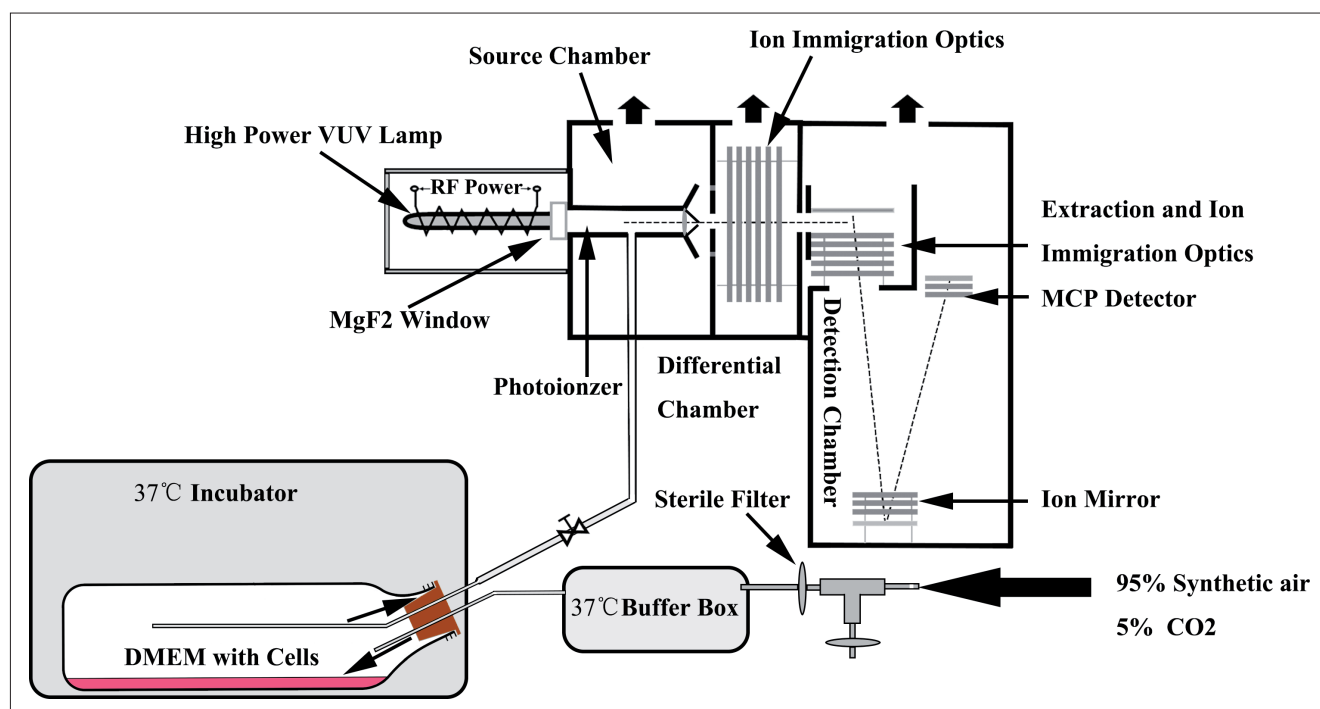 Ion Immigration Optics
Source Chamber
High Power VUV Lamp
RF Power
Extraction and Ion
Immigration Optics
MCP Detector
MgF2 Window
Photoionzer
Differential
Chamber
Detection Chamber
37℃ Incubator
Sterile Filter
Ion Mirror
37℃ Buffer Box
95% Synthetic air
5% CO2
DMEM with Cells